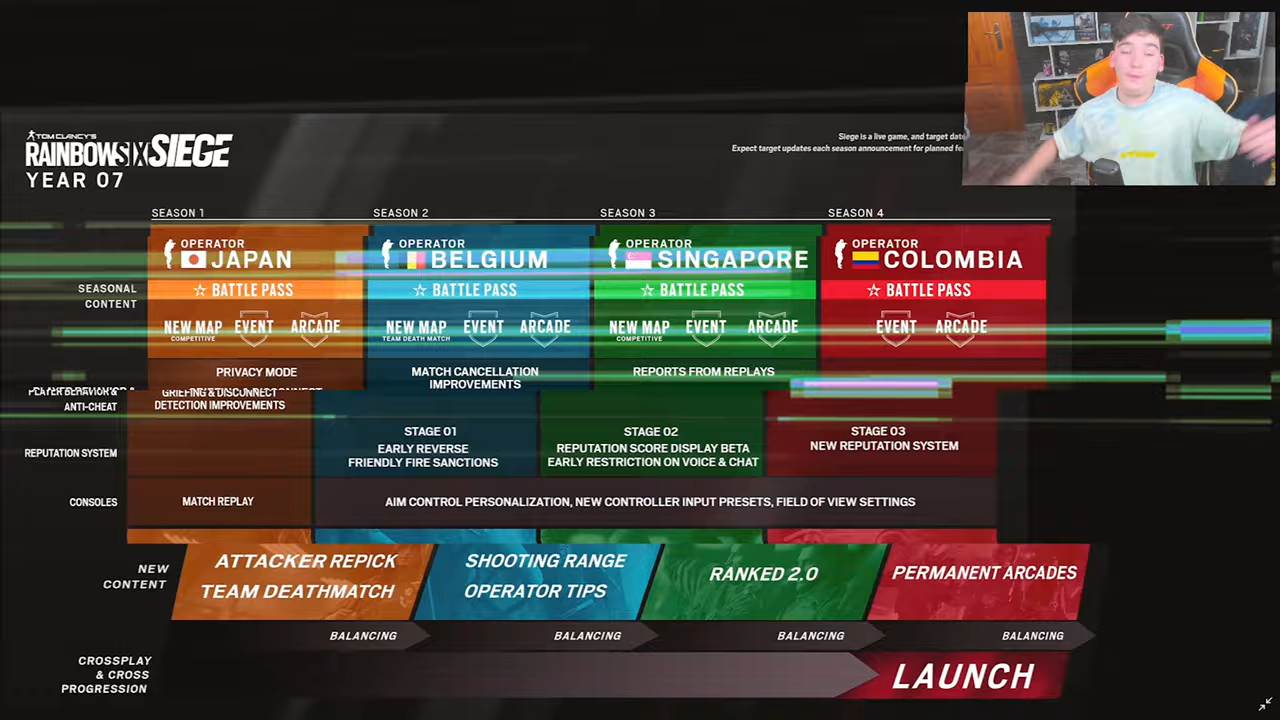 TOM CLANCY'S
RAINBOWSIX SIEGE
YEAR 07
Siege is a live game, and target date
Expect target updates each season announcement for planned fe
SEASON 1
SEASON 2
SEASON 3
SEASON 4
SEASONAL
CONTENT
OPERATOR
JAPAN
BATTLE PASS
NEW MAP
COMPETITIVE
EVENT
ARCADE
OPERATOR
BELGIUM
BATTLE PASS
NEW MAP
TEAM DEATH MATCH
EVENT
ARCADE
OPERATOR
SINGAPORE
BATTLE PASS
NEW MAP
COMPETITIVE
EVENT
ARCADE
OPERATOR
COLOMBIA
BATTLE PASS
EVENT
ARCADE
PLAYER BEHAVIOR &
ANTI-CHEAT
PRIVACY MODE
GRIEFING & DISCONNECT
DETECTION IMPROVEMENTS
MATCH CANCELLATION
IMPROVEMENTS
REPORTS FROM REPLAYS
REPUTATION SYSTEM
STAGE 01
EARLY REVERSE
FRIENDLY FIRE SANCTIONS
STAGE 02
REPUTATION SCORE DISPLAY BETA
EARLY RESTRICTION ON VOICE & CHAT
STAGE 03
NEW REPUTATION SYSTEM
CONSOLES
MATCH REPLAY
AIM CONTROL PERSONALIZATION, NEW CONTROLLER INPUT PRESETS, FIELD OF VIEW SETTINGS
NEW
CONTENT
ATTACKER REPICK
TEAM DEATHMATCH
SHOOTING RANGE
OPERATOR TIPS
RANKED 2.0
PERMANENT ARCADES
BALANCING
BALANCING
BALANCING
BALANCING
CROSSPLAY
& CROSS
PROGRESSION
LAUNCH